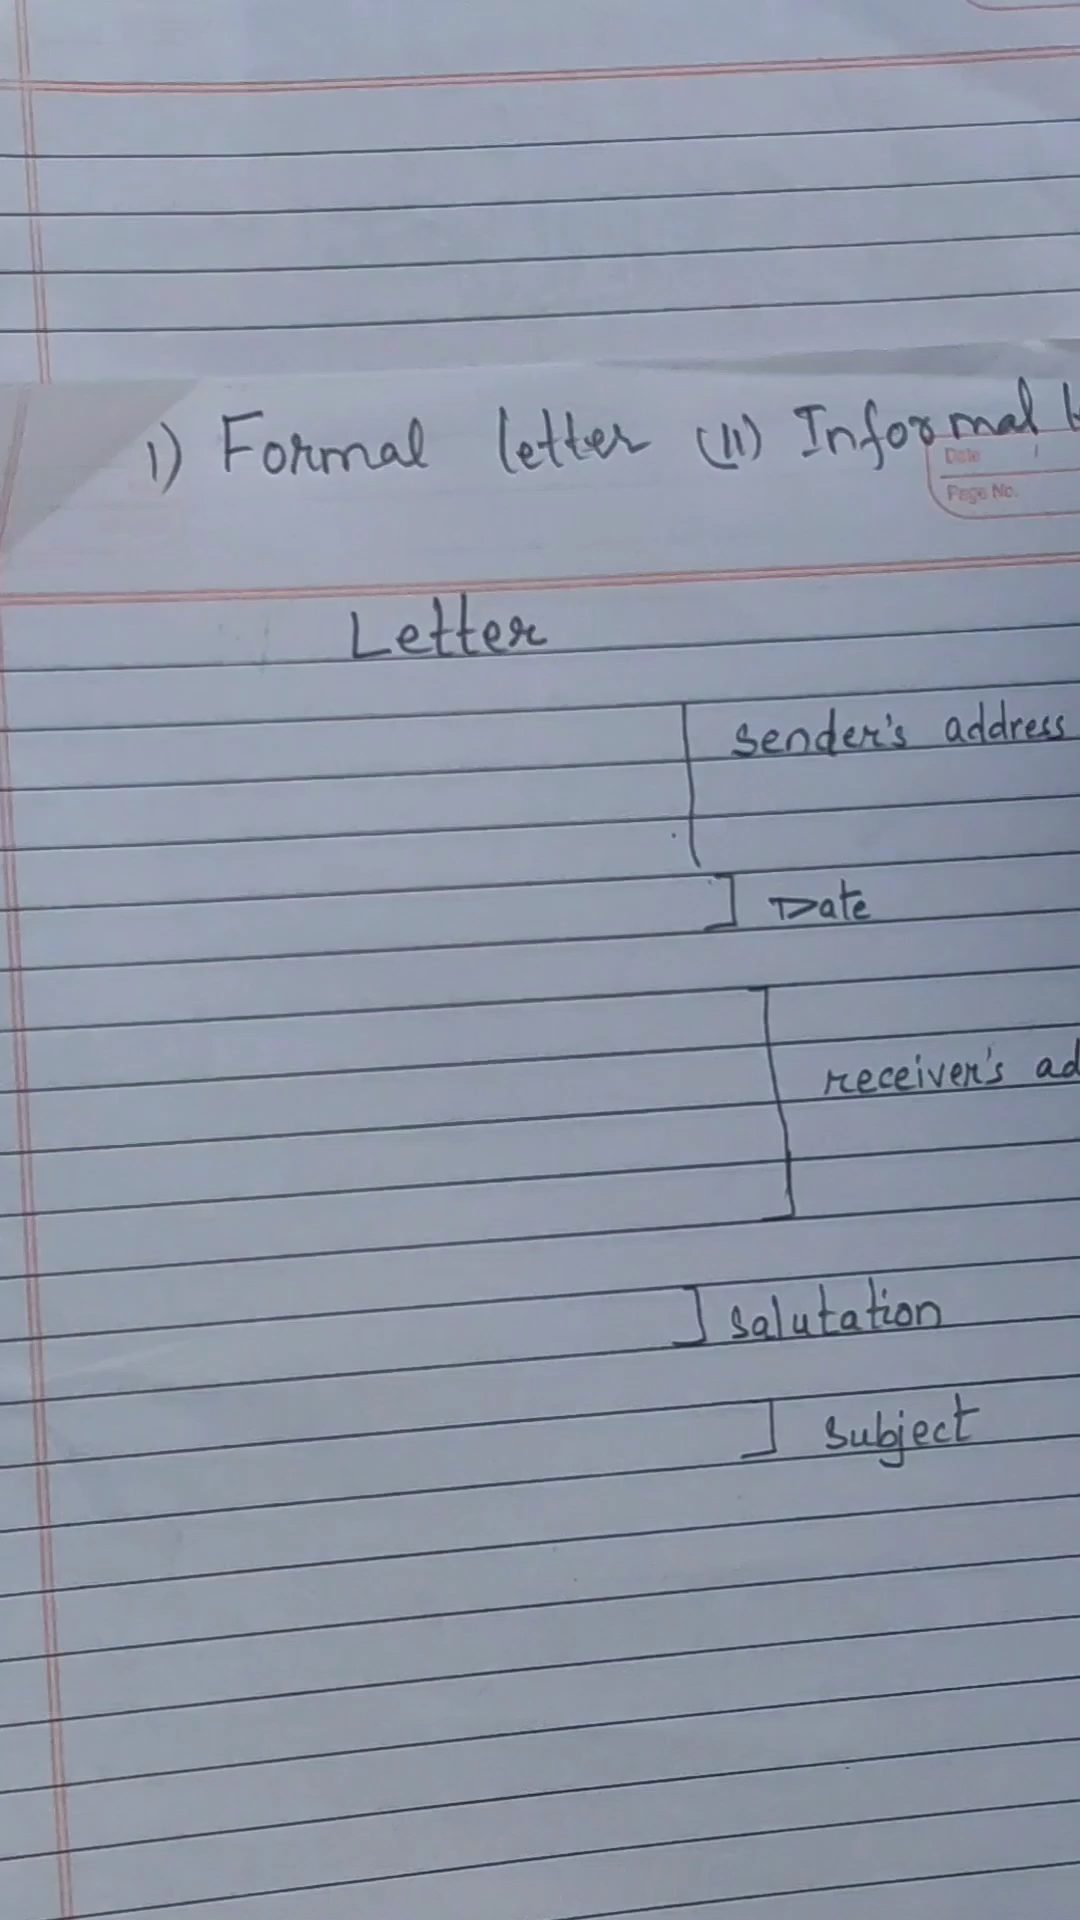 1) Formal letter (II) Informal
Date
Page No.
Letter
sender's address
Date
receiver's
salutation
subject